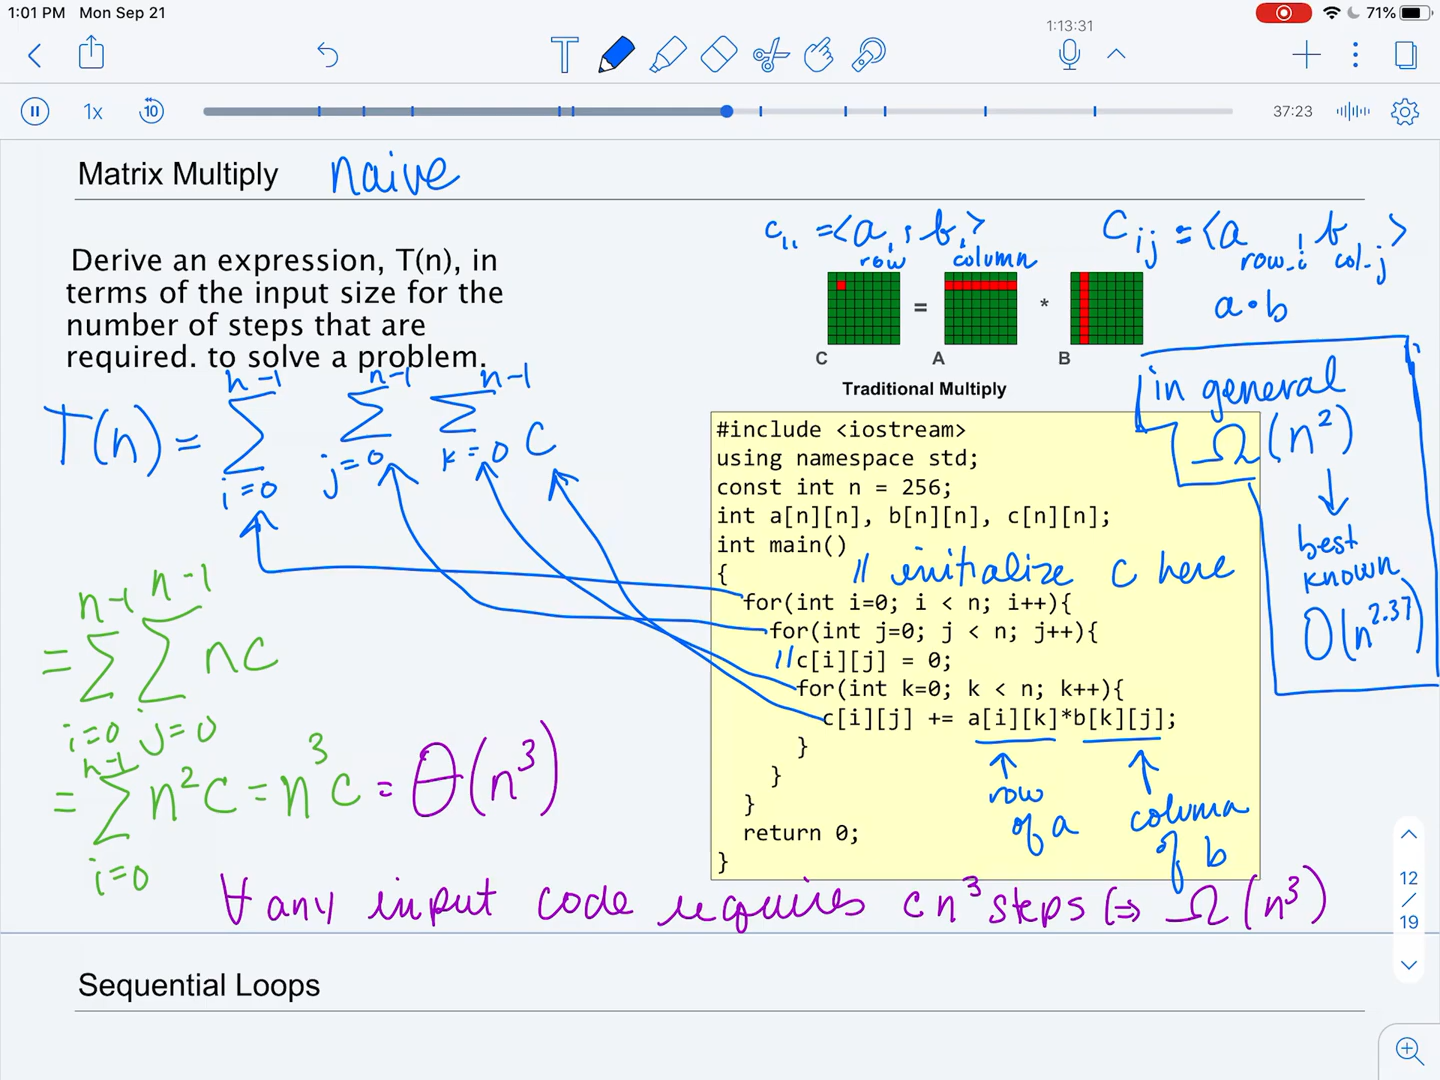 1:01 PM Mon Sep 21
71%
1:13:31
1x
10
37:23
Matrix Multiply naive
Derive an expression, T(n), in
terms of the input size for the
number of steps that are
required. to solve a problem.
c₁₁ = <a₁, b₁>
row column
Cij = <a row_i, b col_j>
a • b
=
*
C
A
B
Traditional Multiply
T(n) = n-1 Σ i=0 n-1 Σ j=0 n-1 Σ k=0 C
= n-1 Σ i=0 n-1 Σ j=0 nc
= n-1 Σ i=0 n²c = n³c = Θ(n³)
#include <iostream>
using namespace std;
const int n = 256;
int a[n][n], b[n][n], c[n][n];
int main()
{ // initialize c here
for(int i=0; i < n; i++){
for(int j=0; j < n; j++){
//c[i][j] = 0;
for(int k=0; k < n; k++){
c[i][j] += a[i][k]*b[k][j];
}
}
}
return 0;
}
row
of a
column
of b
in general
Ω(n²)
best
known
O(n^2.37)
∀ any input code requires cn³ steps ⇒ Ω(n³)
12
/
19
Sequential Loops